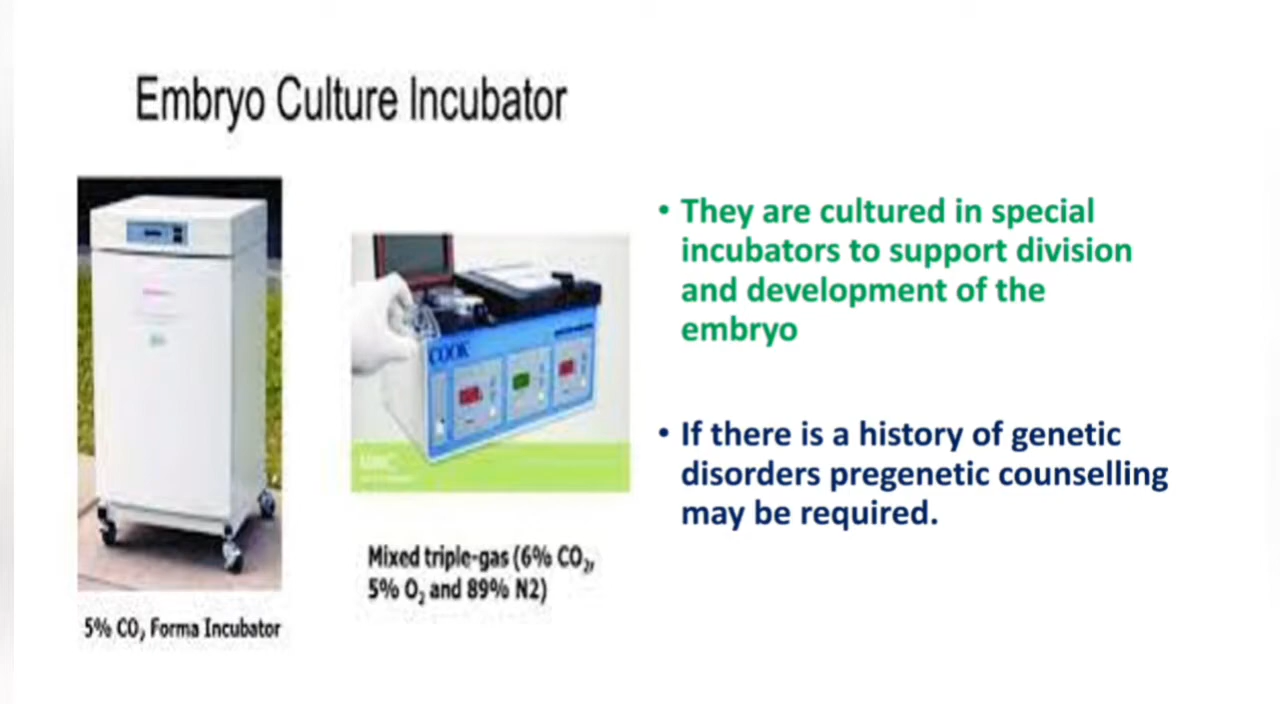 Embryo Culture Incubator
COOK
5% CO₂ Forma Incubator
Mixed triple-gas (6% CO₂,
5% O₂ and 89% N2)
• They are cultured in special
incubators to support division
and development of the
embryo
• If there is a history of genetic
disorders pregenetic counselling
may be required.